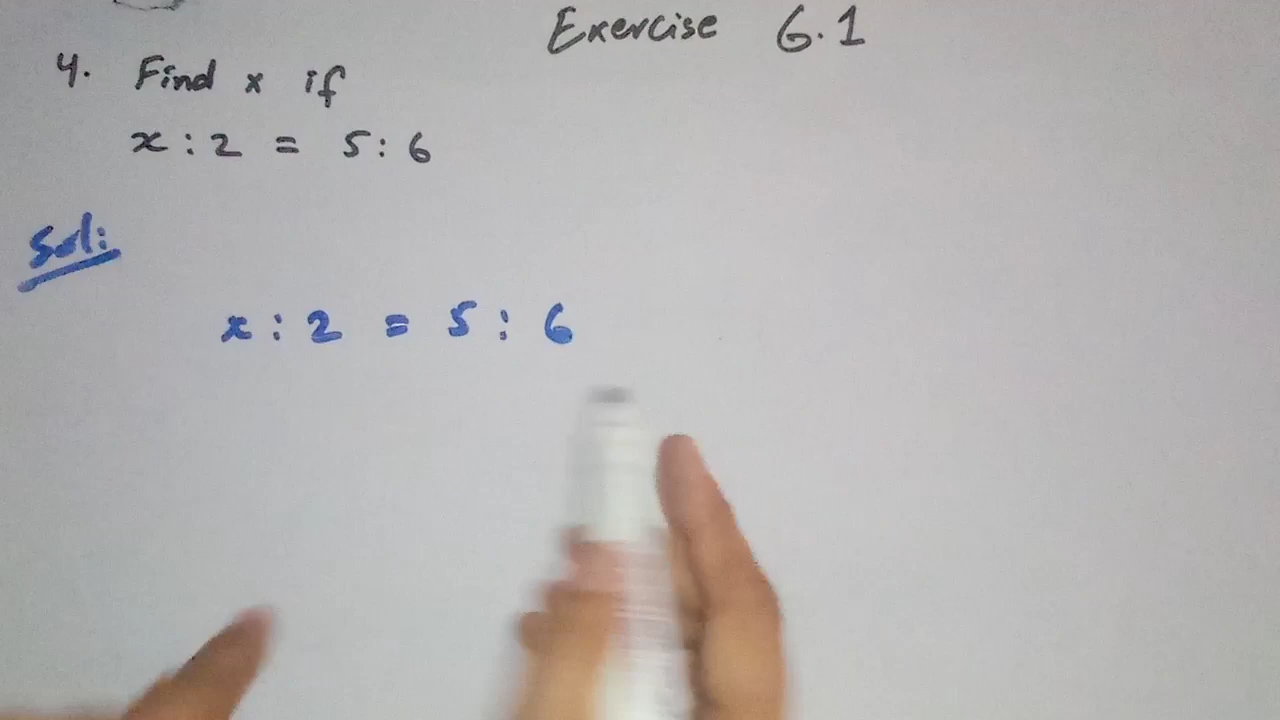 Exercise 6.1
4. Find x if
x : 2 = 5 : 6
Sol:
x : 2 = 5 : 6